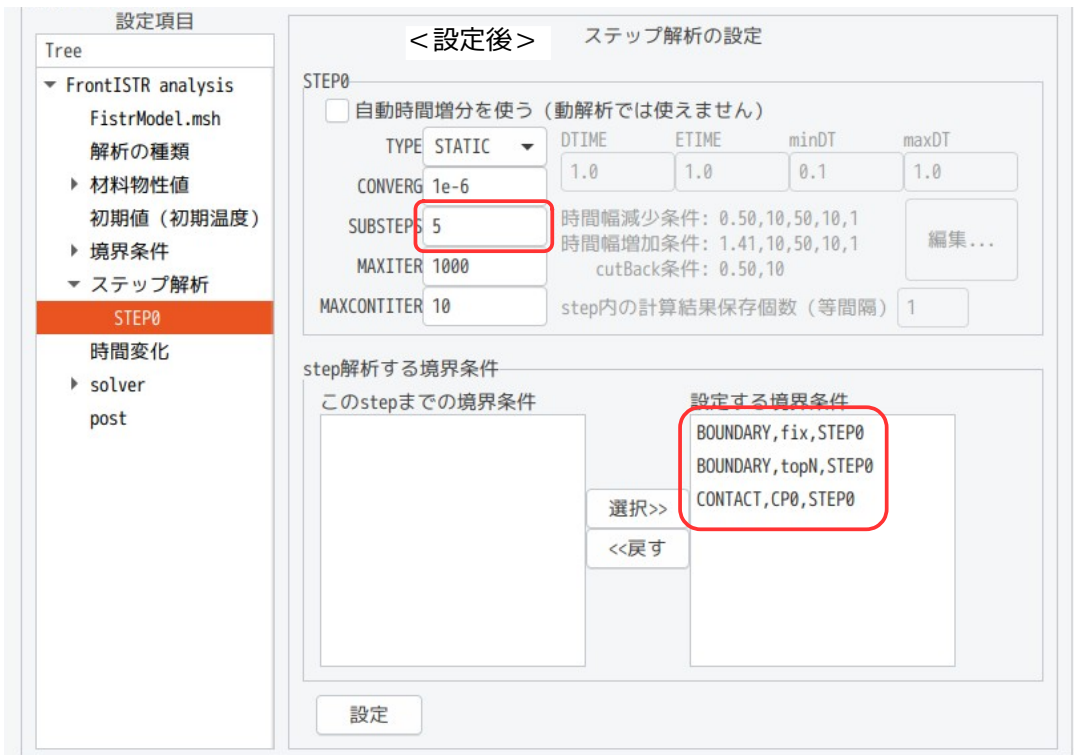 設定項目
Tree
FrontISTR analysis
FistrModel.msh
解析の種類
材料物性値
初期値（初期温度）
境界条件
ステップ解析
STEP0
時間変化
solver
post
＜設定後＞
ステップ解析の設定
STEP0
自動時間増分を使う（動解析では使えません）
TYPE STATIC
DTIME ETIME minDT maxDT
1.0 1.0 0.1 1.0
CONVERG 1e-6
SUBSTEPS 5
MAXITER 1000
MAXCONTITER 10
時間幅減少条件: 0.50,10,50,10,1
時間幅増加条件: 1.41,10,50,10,1
cutBack条件: 0.50,10
編集...
step内の計算結果保存個数（等間隔） 1
step解析する境界条件
このstepまでの境界条件
設定する境界条件
BOUNDARY,fix,STEP0
BOUNDARY,topN,STEP0
CONTACT,CP0,STEP0
選択>>
<<戻す
設定